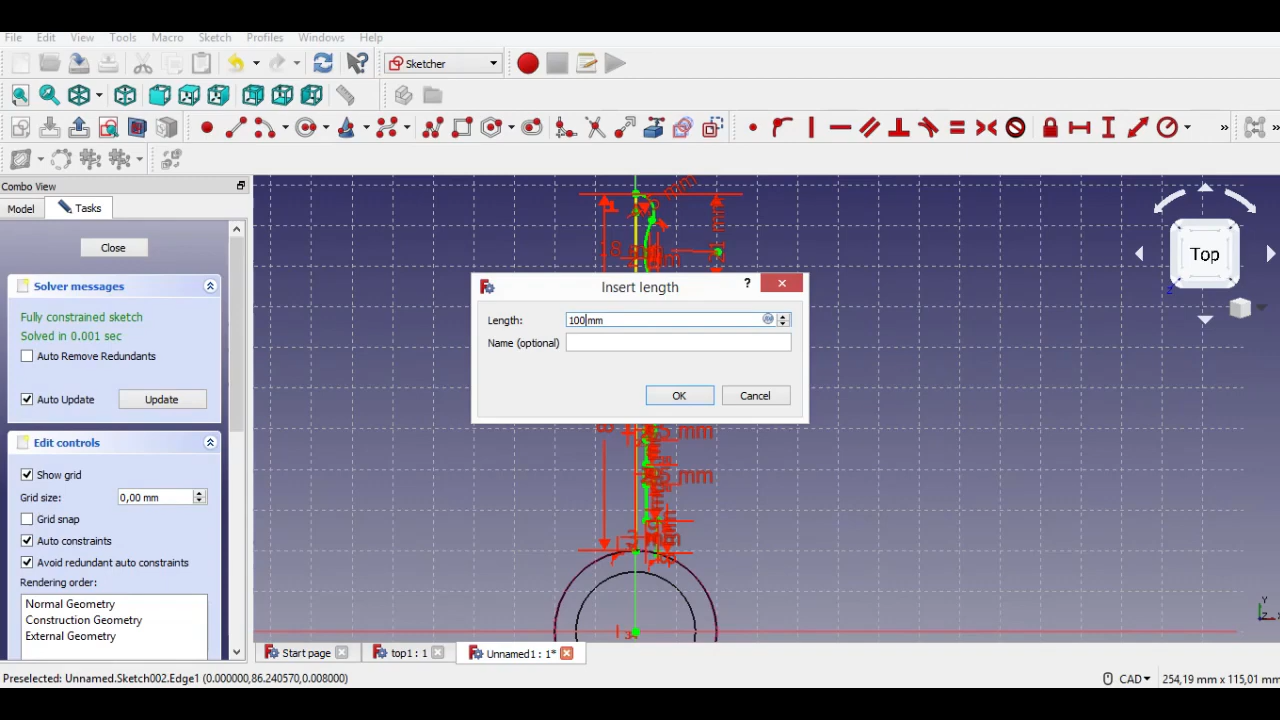 File Edit View Tools Macro Sketch Profiles Windows Help
Sketcher
Combo View
Model Tasks
Close
Solver messages
Fully constrained sketch
Solved in 0.001 sec
Auto Remove Redundants
Auto Update Update
Edit controls
Show grid
Grid size: 0,00 mm
Grid snap
Auto constraints
Avoid redundant auto constraints
Rendering order:
Normal Geometry
Construction Geometry
External Geometry
Insert length
?
Length: 100mm
Name (optional)
OK Cancel
Top
Z
mm
mm
mm
Y
Z
Start page top1 : 1 Unnamed1 : 1*
Preselected: Unnamed.Sketch002.Edge1 (0.000000,86.240570,0.008000)
CAD 254,19 mm x 115,01 mm